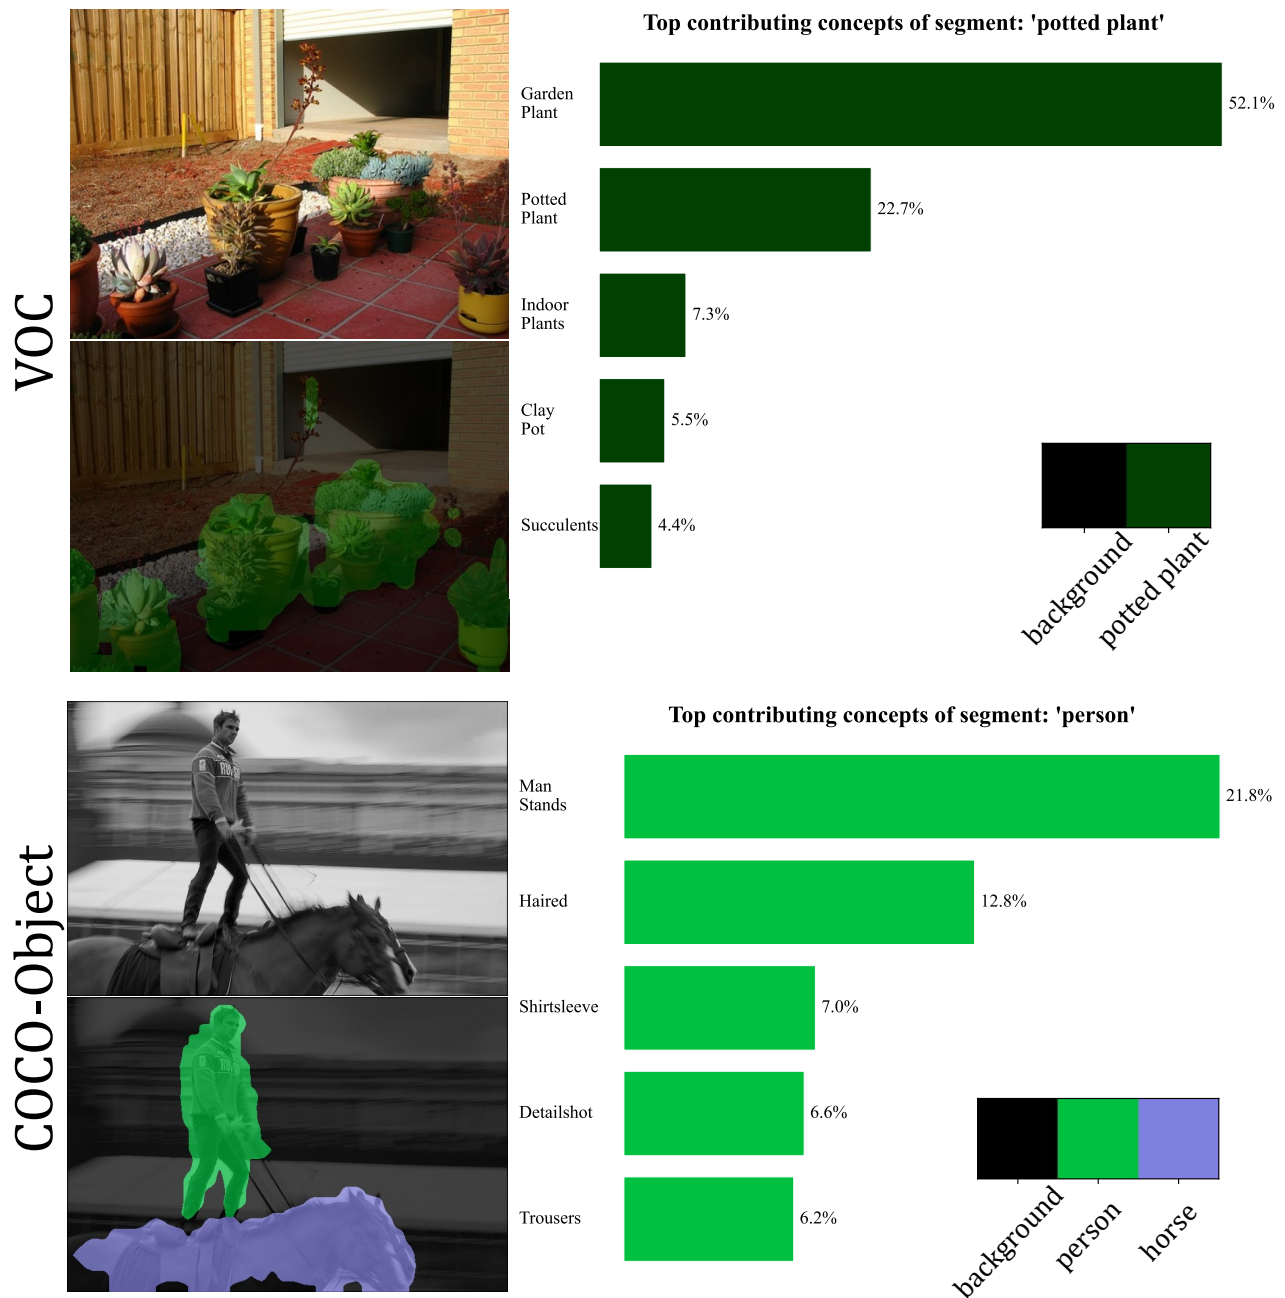 VOC
Top contributing concepts of segment: 'potted plant'
Garden
Plant
52.1%
Potted
Plant
22.7%
Indoor
Plants
7.3%
Clay
Pot
5.5%
Succulents
4.4%
background
potted plant
COCO-Object
Top contributing concepts of segment: 'person'
Man
Stands
21.8%
Haired
12.8%
Shirtsleeve
7.0%
Detailshot
6.6%
Trousers
6.2%
background
person
horse